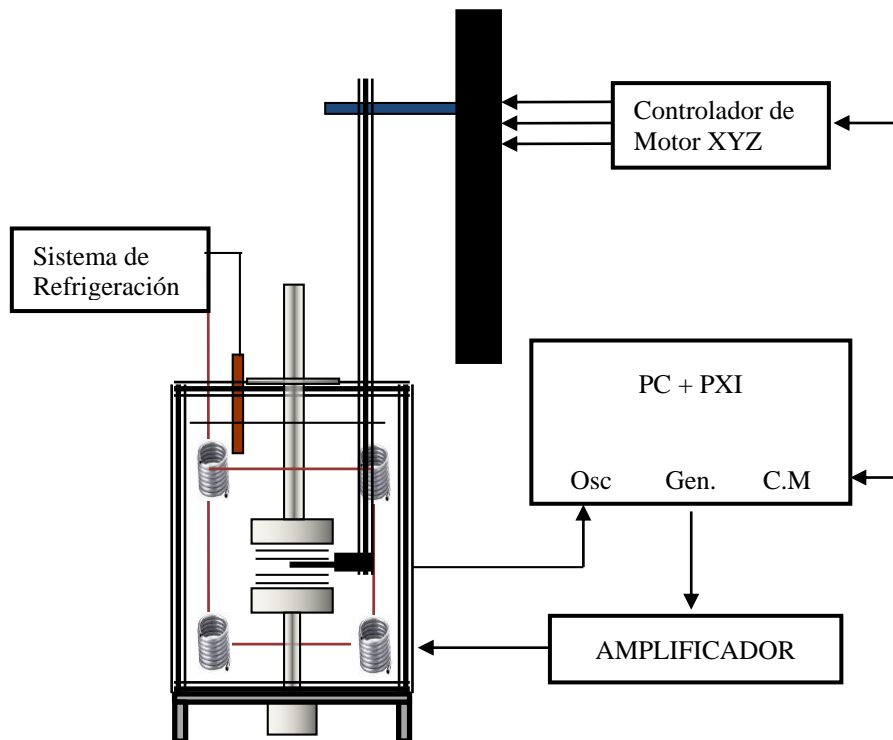 Controlador de
Motor XYZ
Sistema de
Refrigeración
PC + PXI
Osc Gen. C.M
AMPLIFICADOR